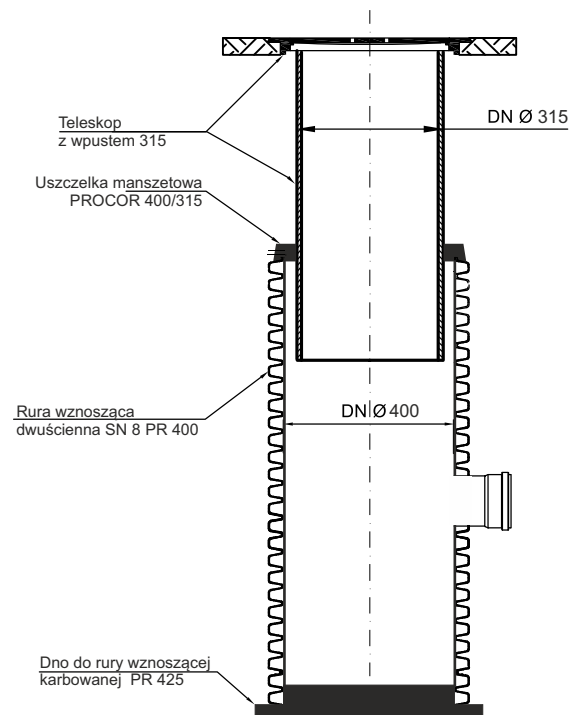 DN Ø 315
Teleskop
z wpustem 315
Uszczelka manszetowa
PROCOR 400/315
Rura wznosząca
dwuścienna SN 8 PR 400
DN Ø 400
Dno do rury wznoszącej
karbowanej PR 425